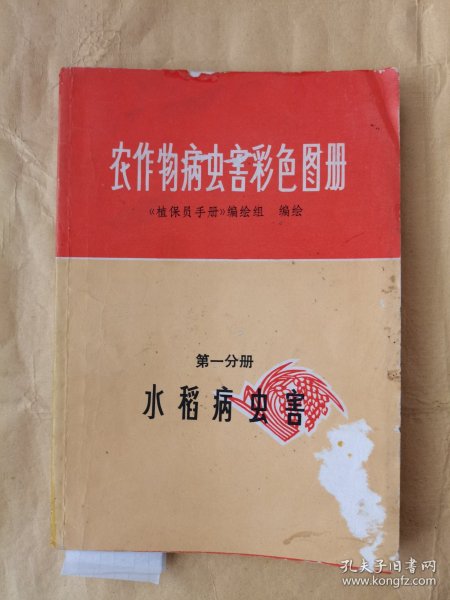 农作物病虫害彩色图册
《植保员手册》编绘组 编绘
第一分册
水稻病虫害
孔夫子旧书网
www.kongfz.com